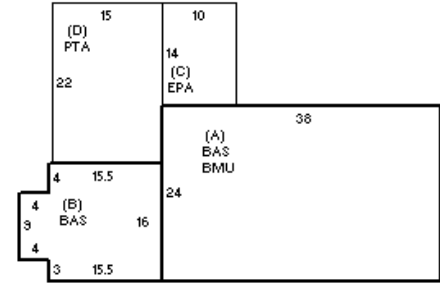 15
10
(D)
PTA
14
22
(C)
EPA
38
(A)
BAS
BMU
4 15.5
24
4
(B)
BAS
9
16
4
3 15.5